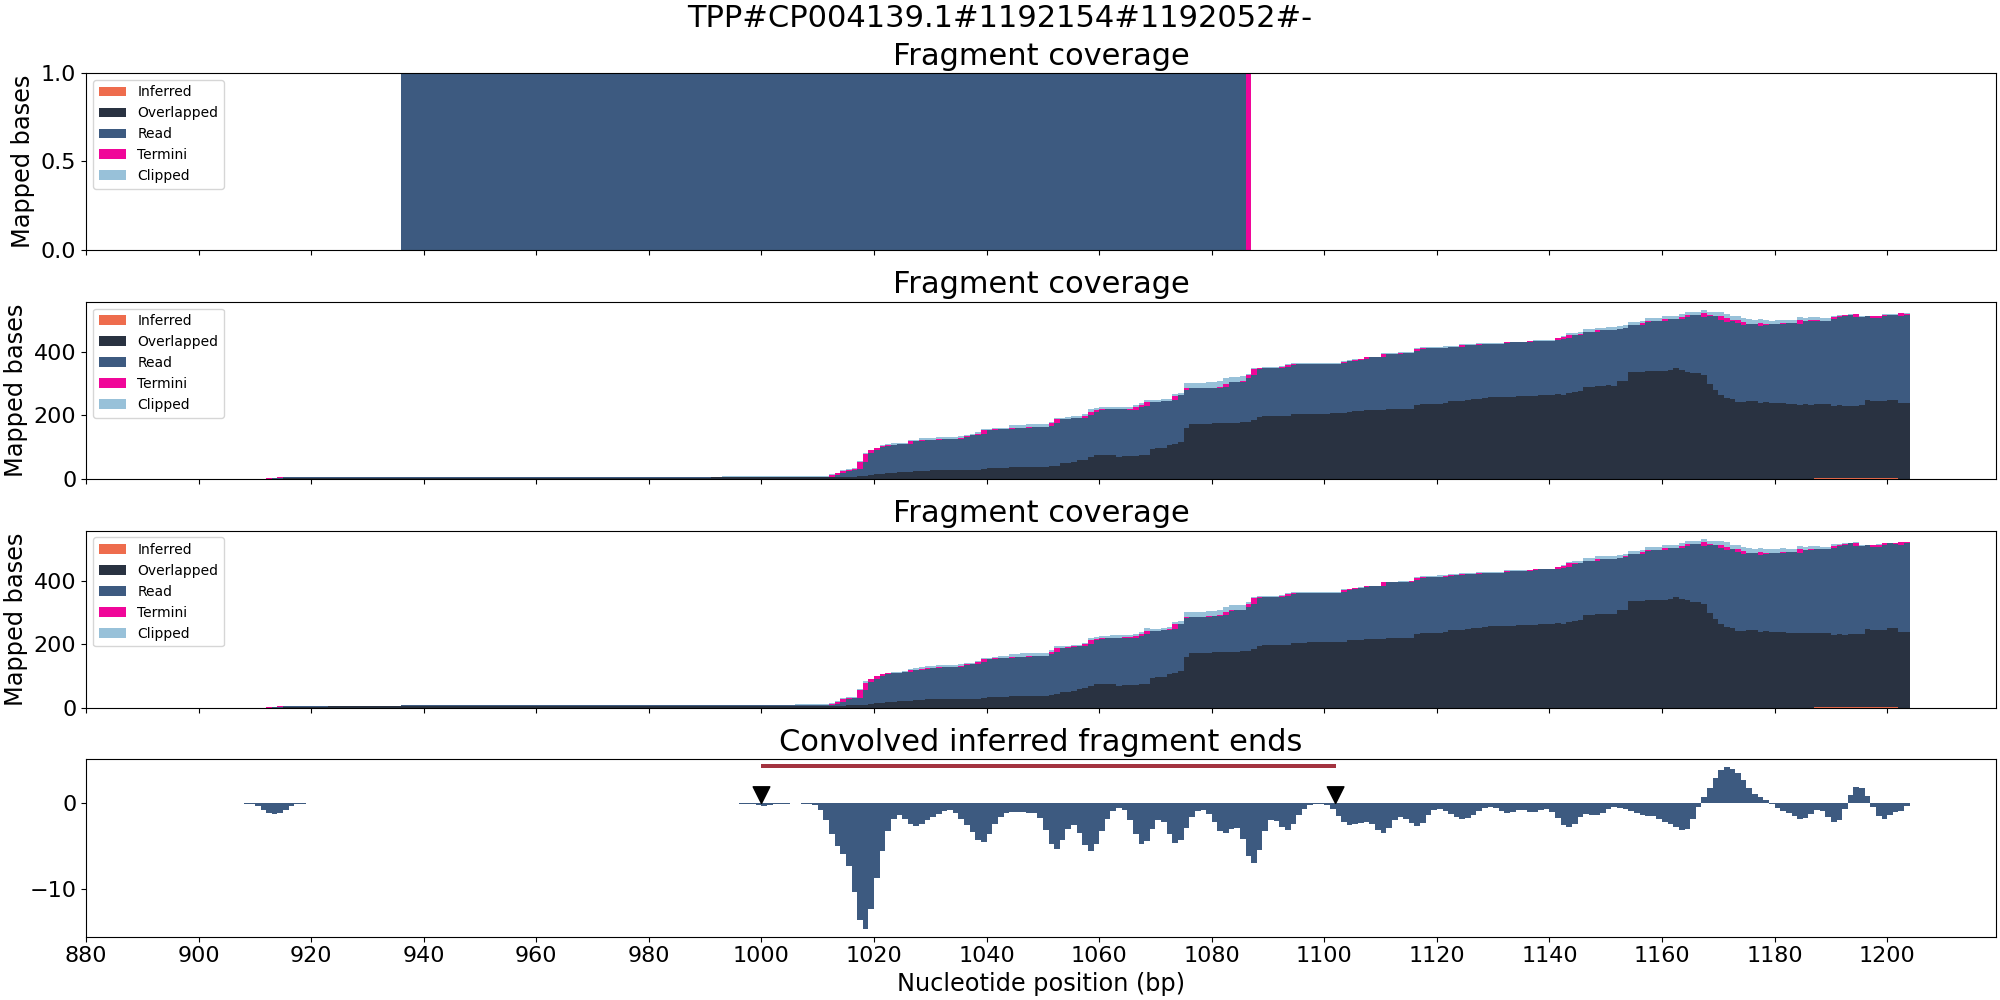 TPP#CP004139.1#1192154#1192052#-
Fragment coverage
Mapped bases
1.0
0.5
0.0
Inferred
Overlapped
Read
Termini
Clipped
Fragment coverage
Mapped bases
400
200
0
Inferred
Overlapped
Read
Termini
Clipped
Fragment coverage
Mapped bases
400
200
0
Inferred
Overlapped
Read
Termini
Clipped
Convolved inferred fragment ends
0
−10
880 900 920 940 960 980 1000 1020 1040 1060 1080 1100 1120 1140 1160 1180 1200
Nucleotide position (bp)